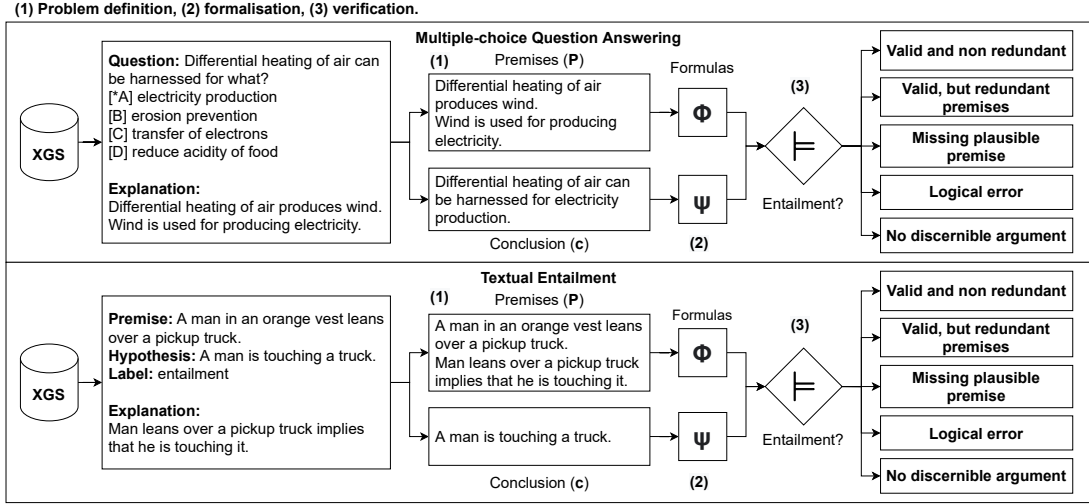 (1) Problem definition, (2) formalisation, (3) verification.
Multiple-choice Question Answering
XGS
Question: Differential heating of air can
be harnessed for what?
[*A] electricity production
[B] erosion prevention
[C] transfer of electrons
[D] reduce acidity of food
Explanation:
Differential heating of air produces wind.
Wind is used for producing electricity.
(1)
Premises (P)
Differential heating of air
produces wind.
Wind is used for producing
electricity.
Differential heating of air can
be harnessed for electricity
production.
Conclusion (c)
Formulas
Φ
Ψ
(2)
(3)
⊨
Entailment?
Valid and non redundant
Valid, but redundant
premises
Missing plausible
premise
Logical error
No discernible argument
Textual Entailment
XGS
Premise: A man in an orange vest leans
over a pickup truck.
Hypothesis: A man is touching a truck.
Label: entailment
Explanation:
Man leans over a pickup truck implies
that he is touching it.
(1)
Premises (P)
A man in an orange vest leans
over a pickup truck.
Man leans over a pickup truck
implies that he is touching it.
A man is touching a truck.
Conclusion (c)
Formulas
Φ
Ψ
(2)
(3)
⊨
Entailment?
Valid and non redundant
Valid, but redundant
premises
Missing plausible
premise
Logical error
No discernible argument